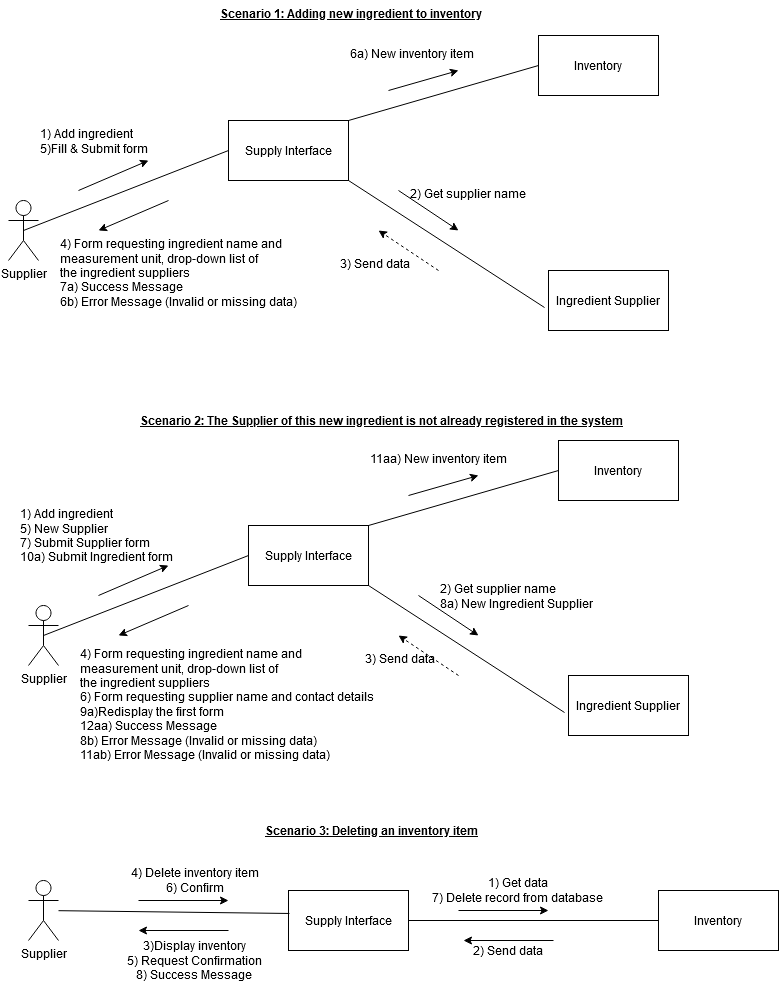 Scenario 1: Adding new ingredient to inventory
6a) New inventory item
Inventory
1) Add ingredient
5)Fill & Submit form
Supply Interface
2) Get supplier name
3) Send data
Supplier
4) Form requesting ingredient name and
measurement unit, drop-down list of
the ingredient suppliers
7a) Success Message
6b) Error Message (Invalid or missing data)
Ingredient Supplier
Scenario 2: The Supplier of this new ingredient is not already registered in the system
11aa) New inventory item
Inventory
1) Add ingredient
5) New Supplier
7) Submit Supplier form
10a) Submit Ingredient form
Supply Interface
2) Get supplier name
8a) New Ingredient Supplier
3) Send data
Supplier
4) Form requesting ingredient name and
measurement unit, drop-down list of
the ingredient suppliers
6) Form requesting supplier name and contact details
9a)Redisplay the first form
12aa) Success Message
8b) Error Message (Invalid or missing data)
11ab) Error Message (Invalid or missing data)
Ingredient Supplier
Scenario 3: Deleting an inventory item
4) Delete inventory item
6) Confirm
1) Get data
7) Delete record from database
Supply Interface
Inventory
Supplier
3)Display inventory
5) Request Confirmation
8) Success Message
2) Send data